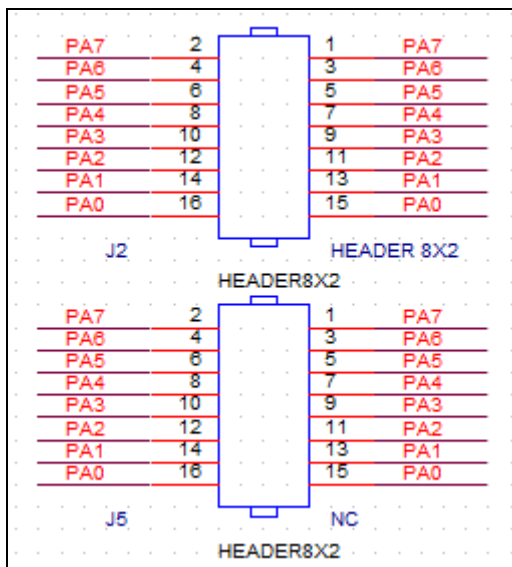 PA7 2 1 PA7
PA6 4 3 PA6
PA5 6 5 PA5
PA4 8 7 PA4
PA3 10 9 PA3
PA2 12 11 PA2
PA1 14 13 PA1
PA0 16 15 PA0
J2 HEADER 8X2
HEADER8X2
PA7 2 1 PA7
PA6 4 3 PA6
PA5 6 5 PA5
PA4 8 7 PA4
PA3 10 9 PA3
PA2 12 11 PA2
PA1 14 13 PA1
PA0 16 15 PA0
J5 NC
HEADER8X2